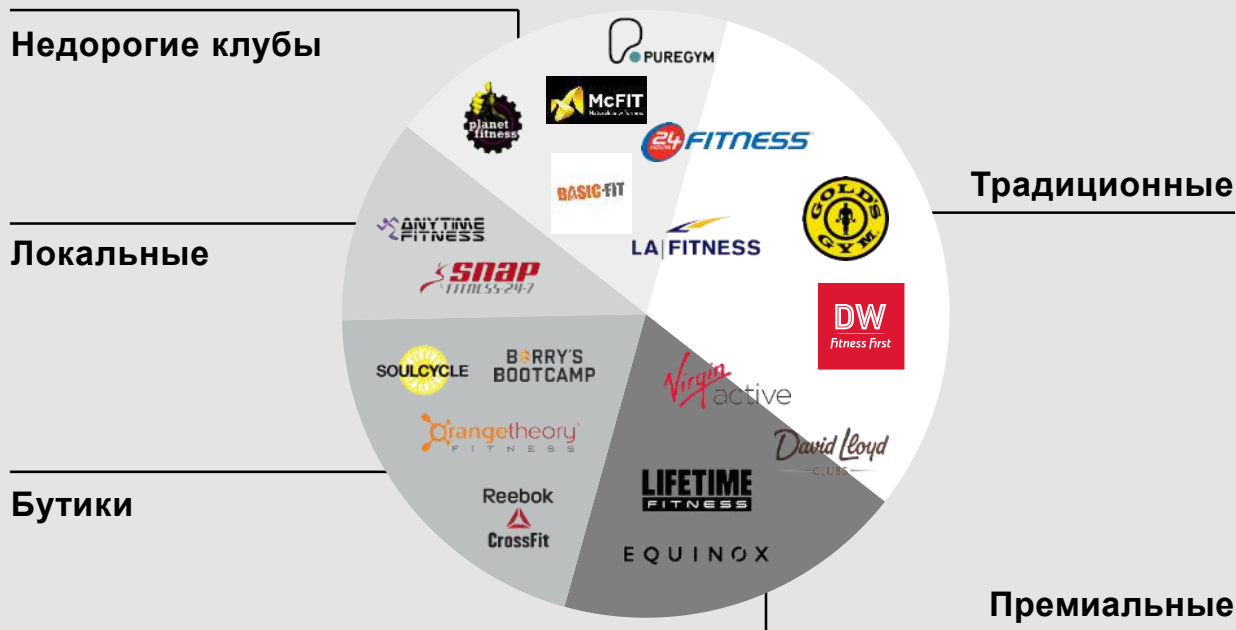 Недорогие клубы
PUREGYM
McFIT
planet
fitness
24
FITNESS
BASIC-FIT
Традиционные
GOLD'S
GYM
ANYTIME
FITNESS
LA FITNESS
Локальные
snap
FITNESS-24-7
DW
fitness first
SOULCYCLE
BARRY'S
BOOTCAMP
Virgin
active
Orangetheory
FITNESS
David Lloyd
CLUBS
LIFETIME
FITNESS
Бутики
Reebok
CrossFit
EQUINOX
Премиальные